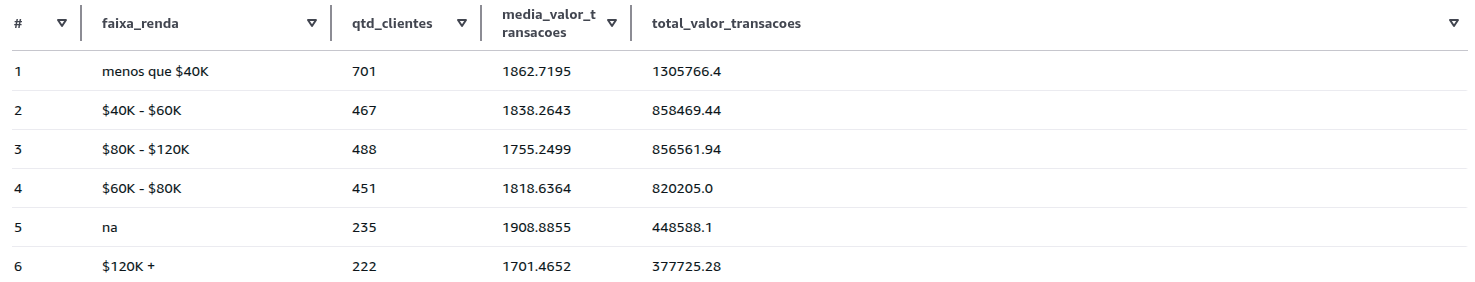 # faixa_renda qtd_clientes media_valor_t
ransacoes total_valor_transacoes
1 menos que $40K 701 1862.7195 1305766.4
2 $40K - $60K 467 1838.2643 858469.44
3 $80K - $120K 488 1755.2499 856561.94
4 $60K - $80K 451 1818.6364 820205.0
5 na 235 1908.8855 448588.1
6 $120K + 222 1701.4652 377725.28